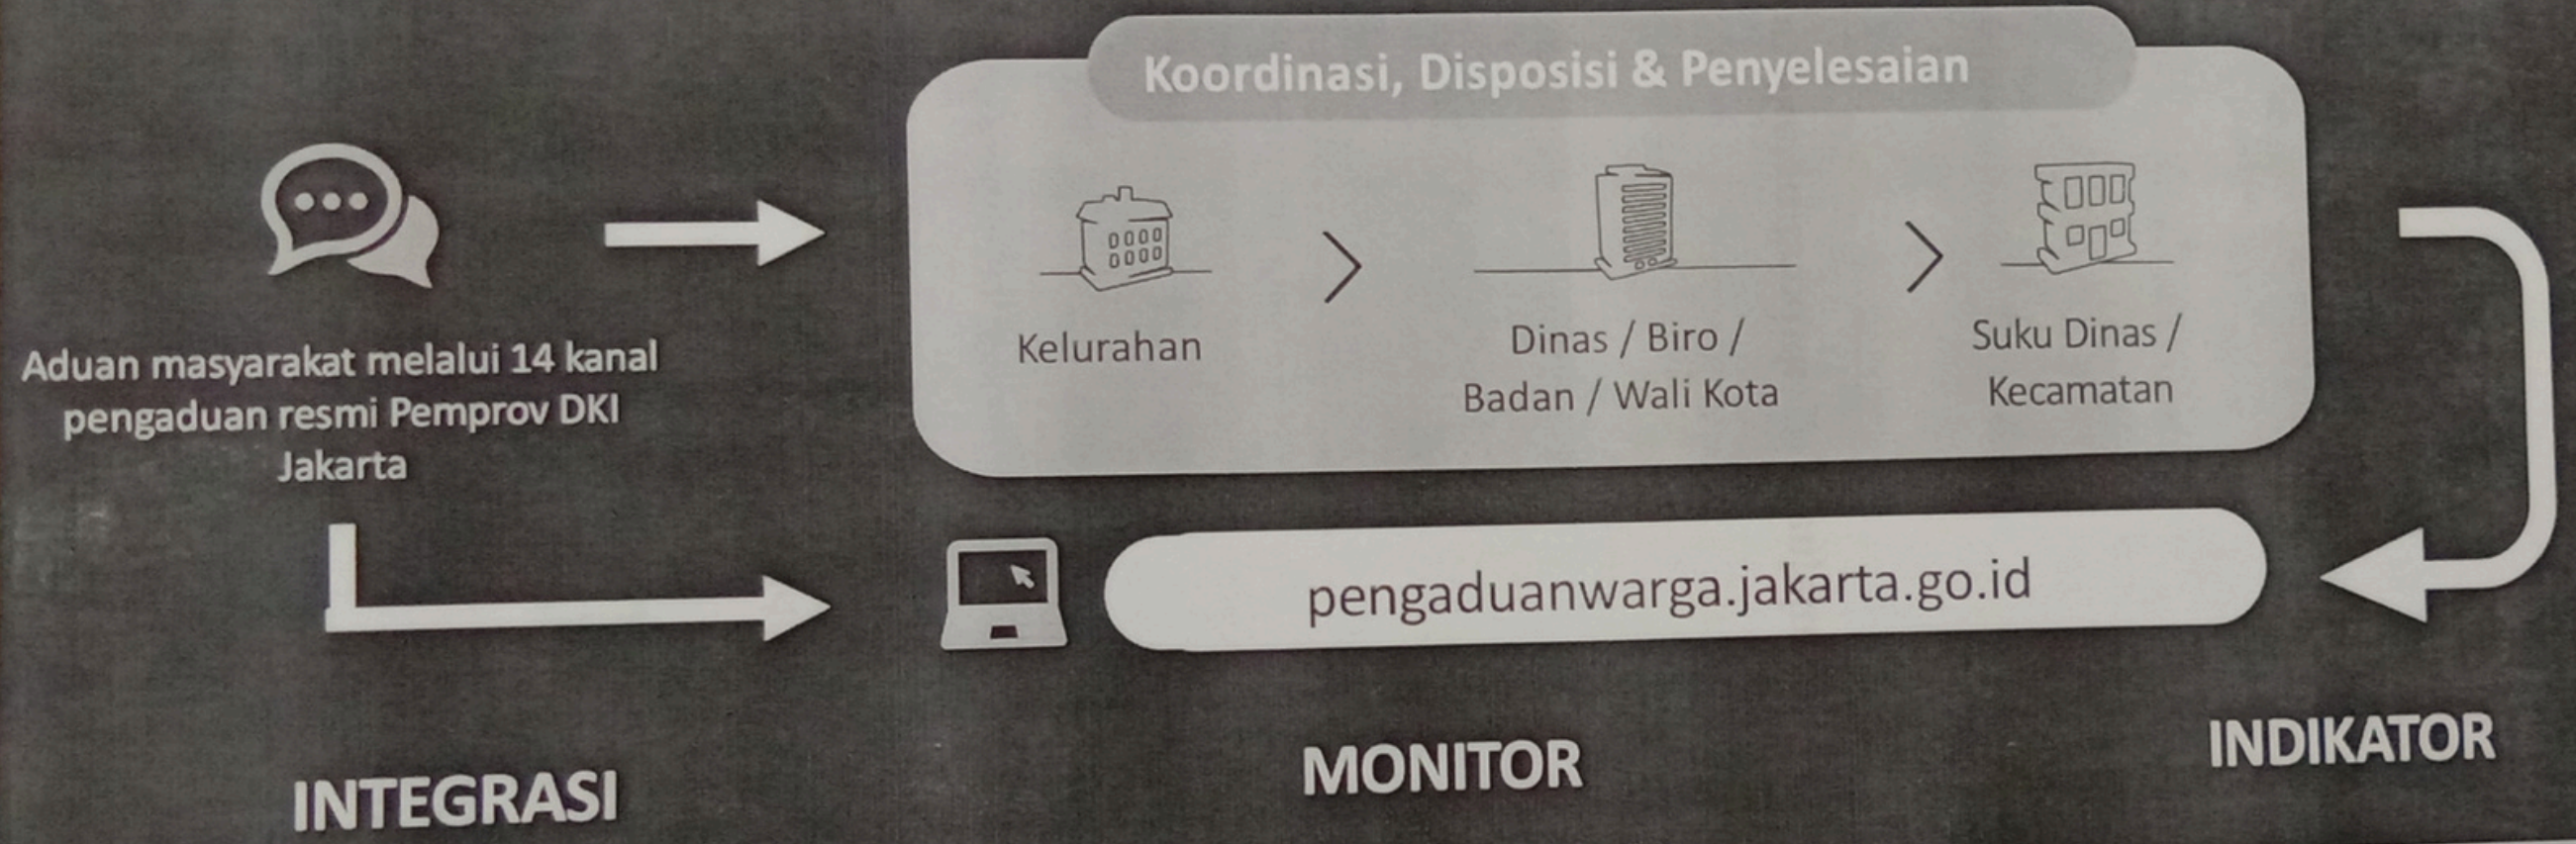 Koordinasi, Disposisi & Penyelesaian
Aduan masyarakat melalui 14 kanal
pengaduan resmi Pemprov DKI
Jakarta
Kelurahan
Dinas / Biro /
Badan / Wali Kota
Suku Dinas /
Kecamatan
pengaduanwarga.jakarta.go.id
INTEGRASI
MONITOR
INDIKATOR